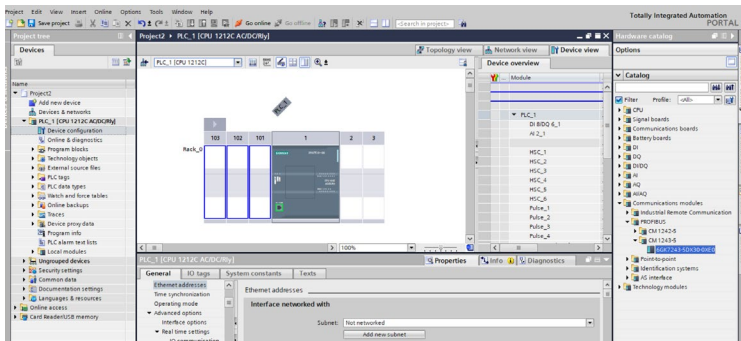 Project Edit View Insert Online Options Tools Window Help
Totally Integrated Automation
PORTAL
Save project
Go online
Go offline
<Search in project>
Project tree
Project2 PLC_1 [CPU 1212C AC/DC/Rly]
Hardware catalog
Devices
Topology view
Network view
Device view
Options
PLC_1 [CPU 1212C]
Device overview
Module
Catalog
Name
Project2
Add new device
Devices & networks
PLC_1 [CPU 1212C AC/DC/Rly]
Device configuration
Online & diagnostics
Program blocks
Technology objects
External source files
PLC tags
PLC data types
Watch and force tables
Online backups
Traces
Device proxy data
Program info
PLC alarm text lists
Local modules
Ungrouped devices
Security settings
Common data
Documentation settings
Languages & resources
Online access
Card Reader/USB memory
PLC_1
103 102 101 1 2 3
Rack_0
100%
PLC_1
DI 8/DQ 6_1
AI 2_1
HSC_1
HSC_2
HSC_3
HSC_4
HSC_5
HSC_6
Pulse_1
Pulse_2
Pulse_3
Pulse_4
Filter Profile: <All>
CPU
Signal boards
Communications boards
Battery boards
DI
DQ
DI/DQ
AI
AQ
AI/AQ
Communications modules
Industrial Remote Communication
PROFIBUS
CM 1242-5
CM 1243-5
6GK7243-5DX30-0XE0
Point-to-point
Identification systems
AS interface
Technology modules
PLC_1 [CPU 1212C AC/DC/Rly]
Properties
Info
Diagnostics
General IO tags System constants Texts
Ethernet addresses
Time synchronization
Operating mode
Advanced options
Interface options
Real time settings
IO communication
Ethernet addresses
Interface networked with
Subnet: Not networked
Add new subnet